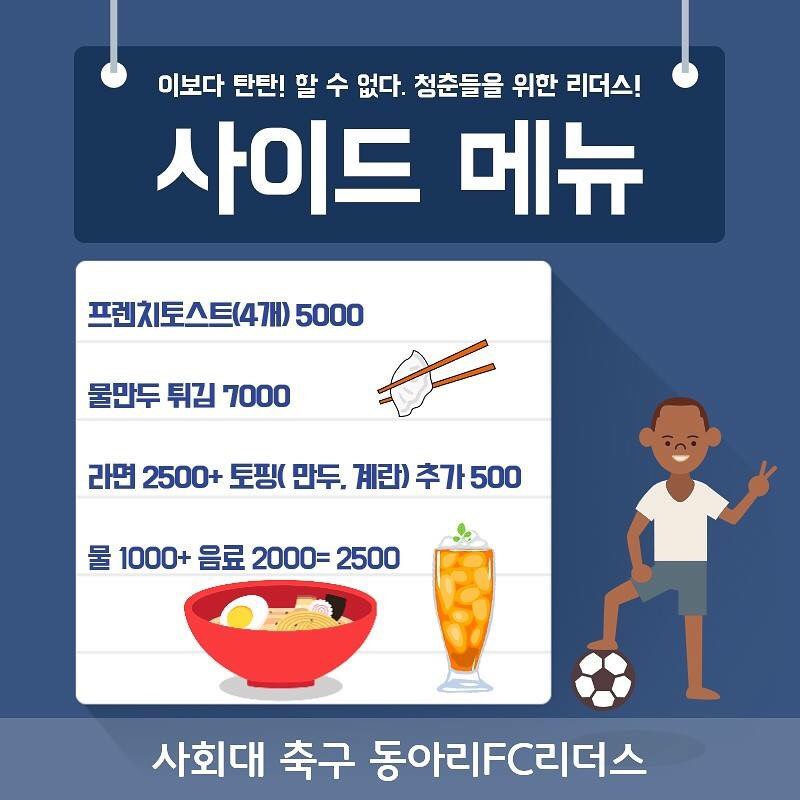 이보다 탄탄! 할 수 없다. 청춘들을 위한 리더스!
사이드 메뉴
프렌치토스트(4개) 5000
물만두 튀김 7000
라면 2500+ 토핑( 만두, 계란) 추가 500
물 1000+ 음료 2000= 2500
사회대 축구 동아리FC리더스